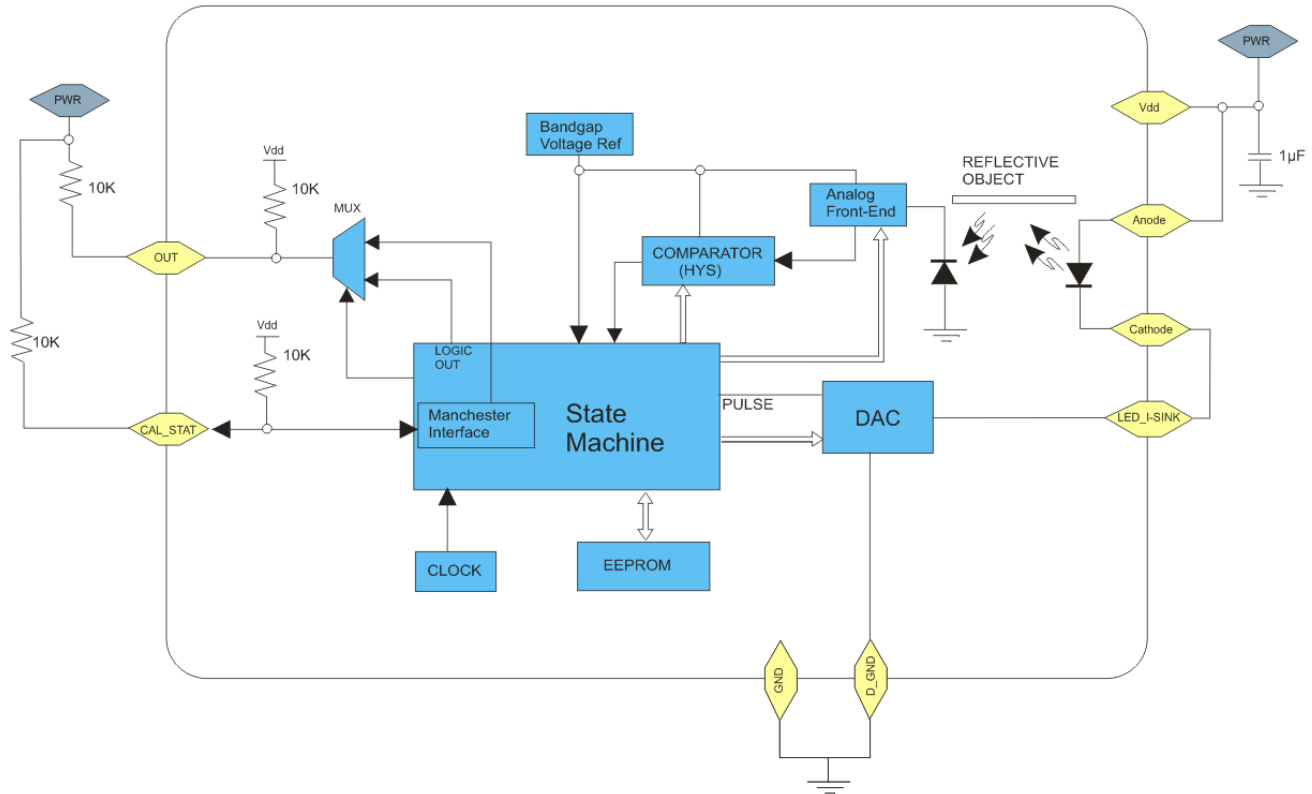 PWR
PWR
Vdd
Bandgap
Voltage Ref
1µF
REFLECTIVE
OBJECT
Vdd
10K
10K
MUX
Analog
Front-End
Anode
OUT
COMPARATOR
(HYS)
Vdd
Cathode
10K
10K
LOGIC
OUT
PULSE
CAL_STAT
Manchester
Interface
State
Machine
DAC
LED_I-SINK
CLOCK
EEPROM
GND
D_GND